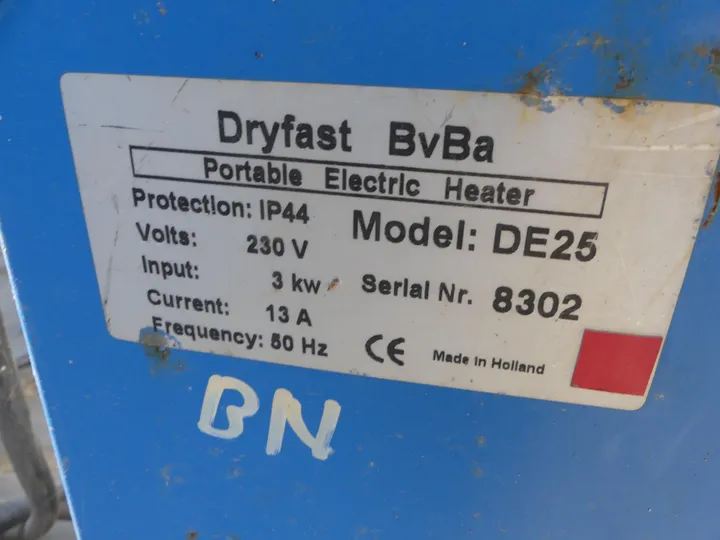 Dryfast BvBa
Portable Electric Heater
Protection: IP44
Model: DE25
Volts: 230 V
Input: 3 kw
Serial Nr. 8302
Current: 13 A
Frequency: 50 Hz
CE
Made in Holland
BN